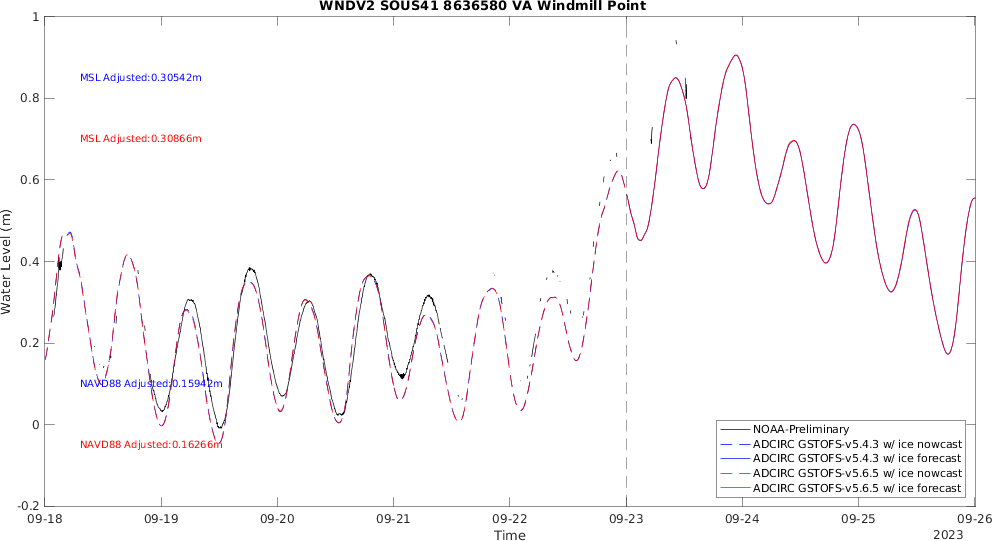 WNDV2 SOUS41 8636580 VA Windmill Point
Water Level (m)
1
0.8
0.6
0.4
0.2
0
-0.2
MSL Adjusted:0.30542m
MSL Adjusted:0.30866m
NAVD88 Adjusted:0.15942m
NAVD88 Adjusted:0.16266m
NOAA-Preliminary
ADCIRC GSTOFS-v5.4.3 w/ ice nowcast
ADCIRC GSTOFS-v5.4.3 w/ ice forecast
ADCIRC GSTOFS-v5.6.5 w/ ice nowcast
ADCIRC GSTOFS-v5.6.5 w/ ice forecast
09-18 09-19 09-20 09-21 09-22 09-23 09-24 09-25 09-26
Time
2023